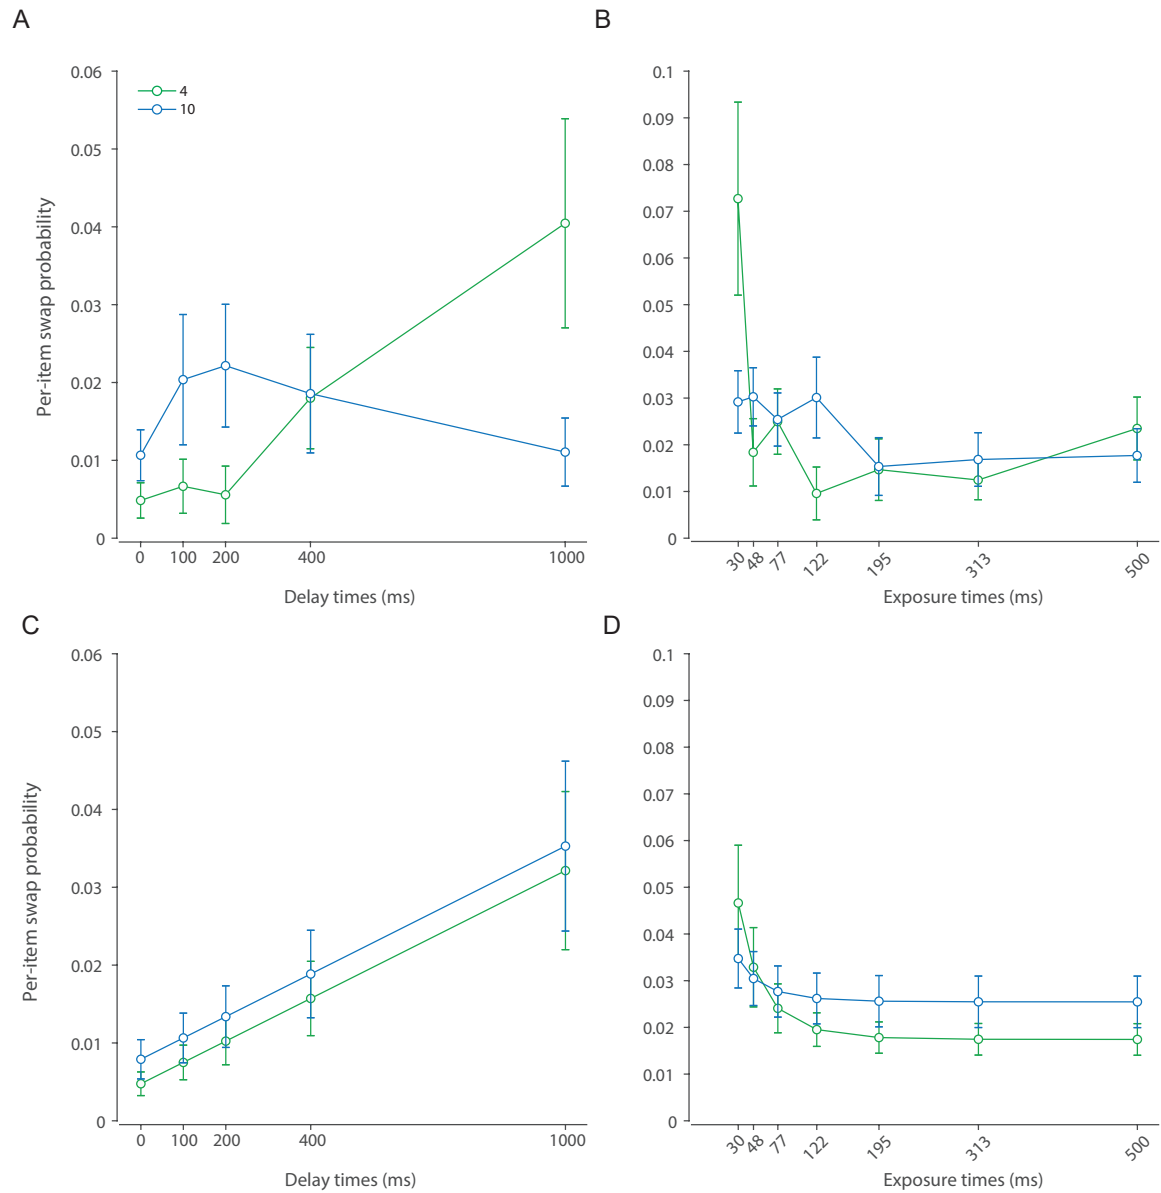 A
B
0.06
0.05
0.04
0.03
0.02
0.01
0
4
10
Per-item swap probability
0 100 200 400 1000
Delay times (ms)
0.1
0.09
0.08
0.07
0.06
0.05
0.04
0.03
0.02
0.01
0
30 48 77 122 195 313 500
Exposure times (ms)
C
D
0.06
0.05
0.04
0.03
0.02
0.01
0
Per-item swap probability
0 100 200 400 1000
Delay times (ms)
0.1
0.09
0.08
0.07
0.06
0.05
0.04
0.03
0.02
0.01
0
30 48 77 122 195 313 500
Exposure times (ms)